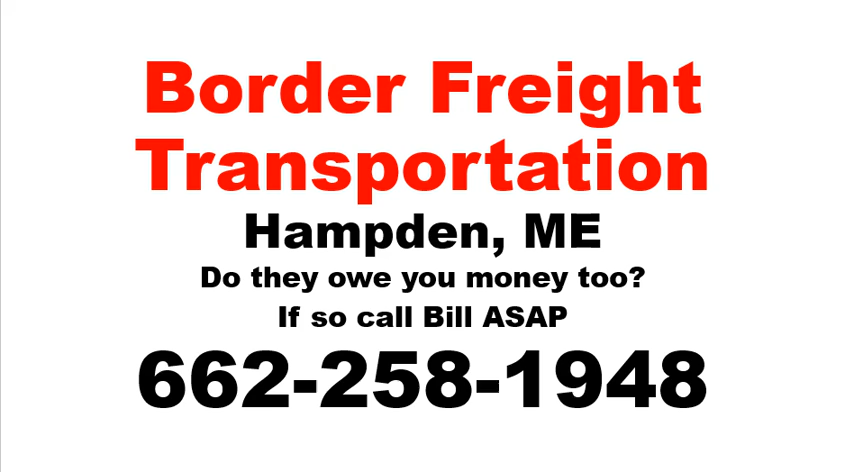 Border Freight
Transportation
Hampden, ME
Do they owe you money too?
If so call Bill ASAP
662-258-1948